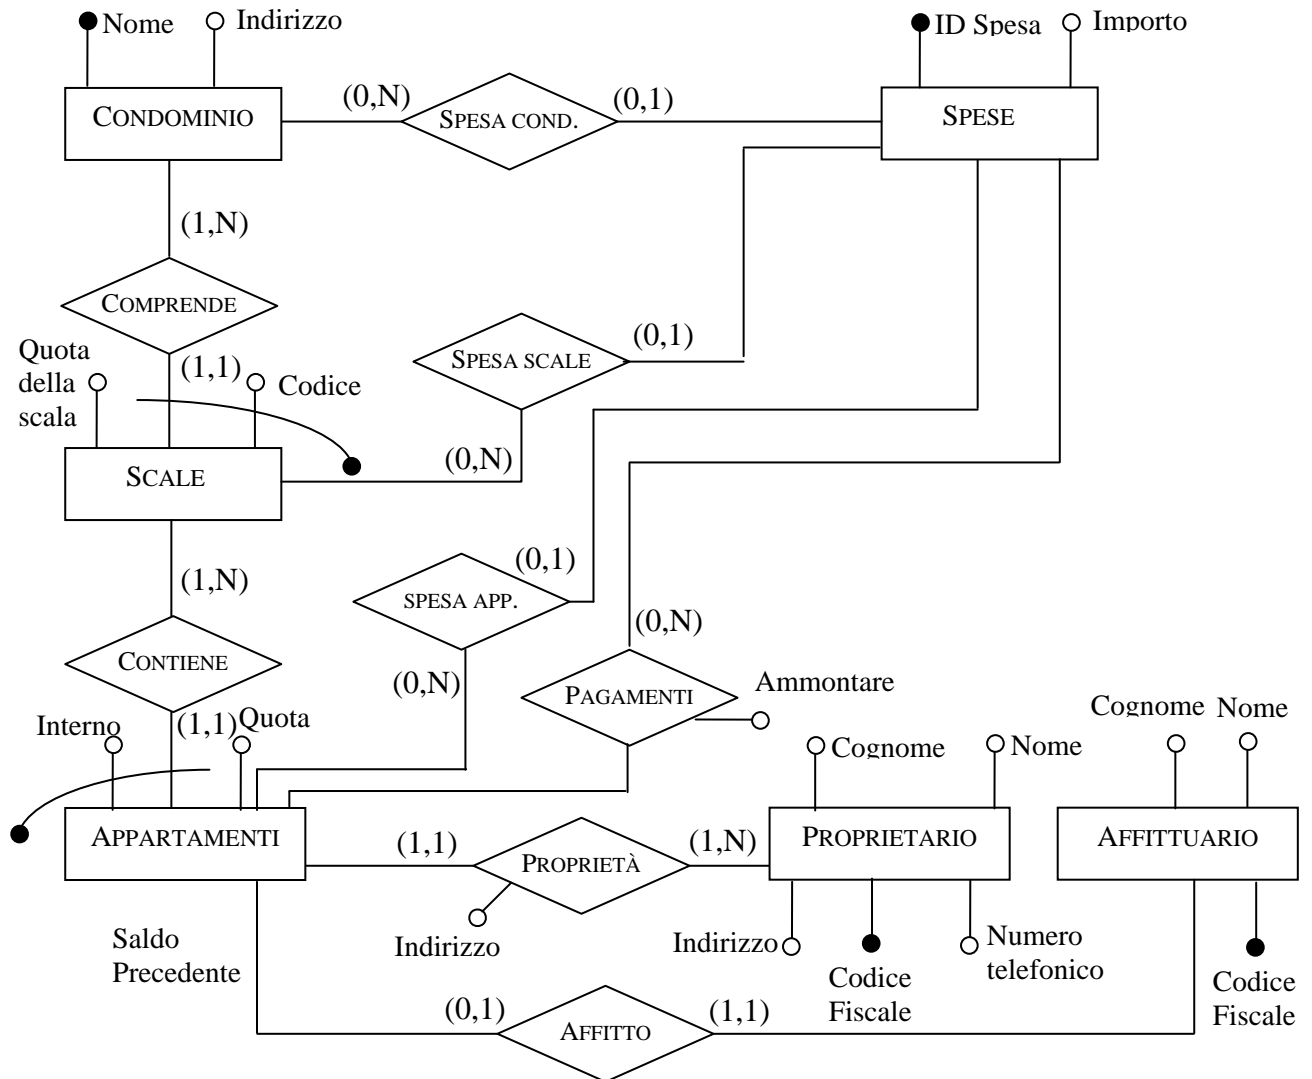 Nome
Indirizzo
ID Spesa
Importo
CONDOMINIO
(0,N)
SPESA COND.
(0,1)
SPESE
(1,N)
COMPRENDE
Quota
della
scala
(1,1)
Codice
SPESA SCALE
(0,1)
SCALE
(0,N)
(1,N)
SPESA APP.
(0,1)
(0,N)
CONTIENE
(0,N)
PAGAMENTI
Ammontare
Interno
(1,1)
Quota
Cognome
Nome
Cognome
Nome
APPARTAMENTI
(1,1)
PROPRIETÀ
(1,N)
PROPRIETARIO
AFFITTUARIO
Saldo
Precedente
Indirizzo
Indirizzo
Codice
Fiscale
Numero
telefonico
Codice
Fiscale
(0,1)
AFFITTO
(1,1)